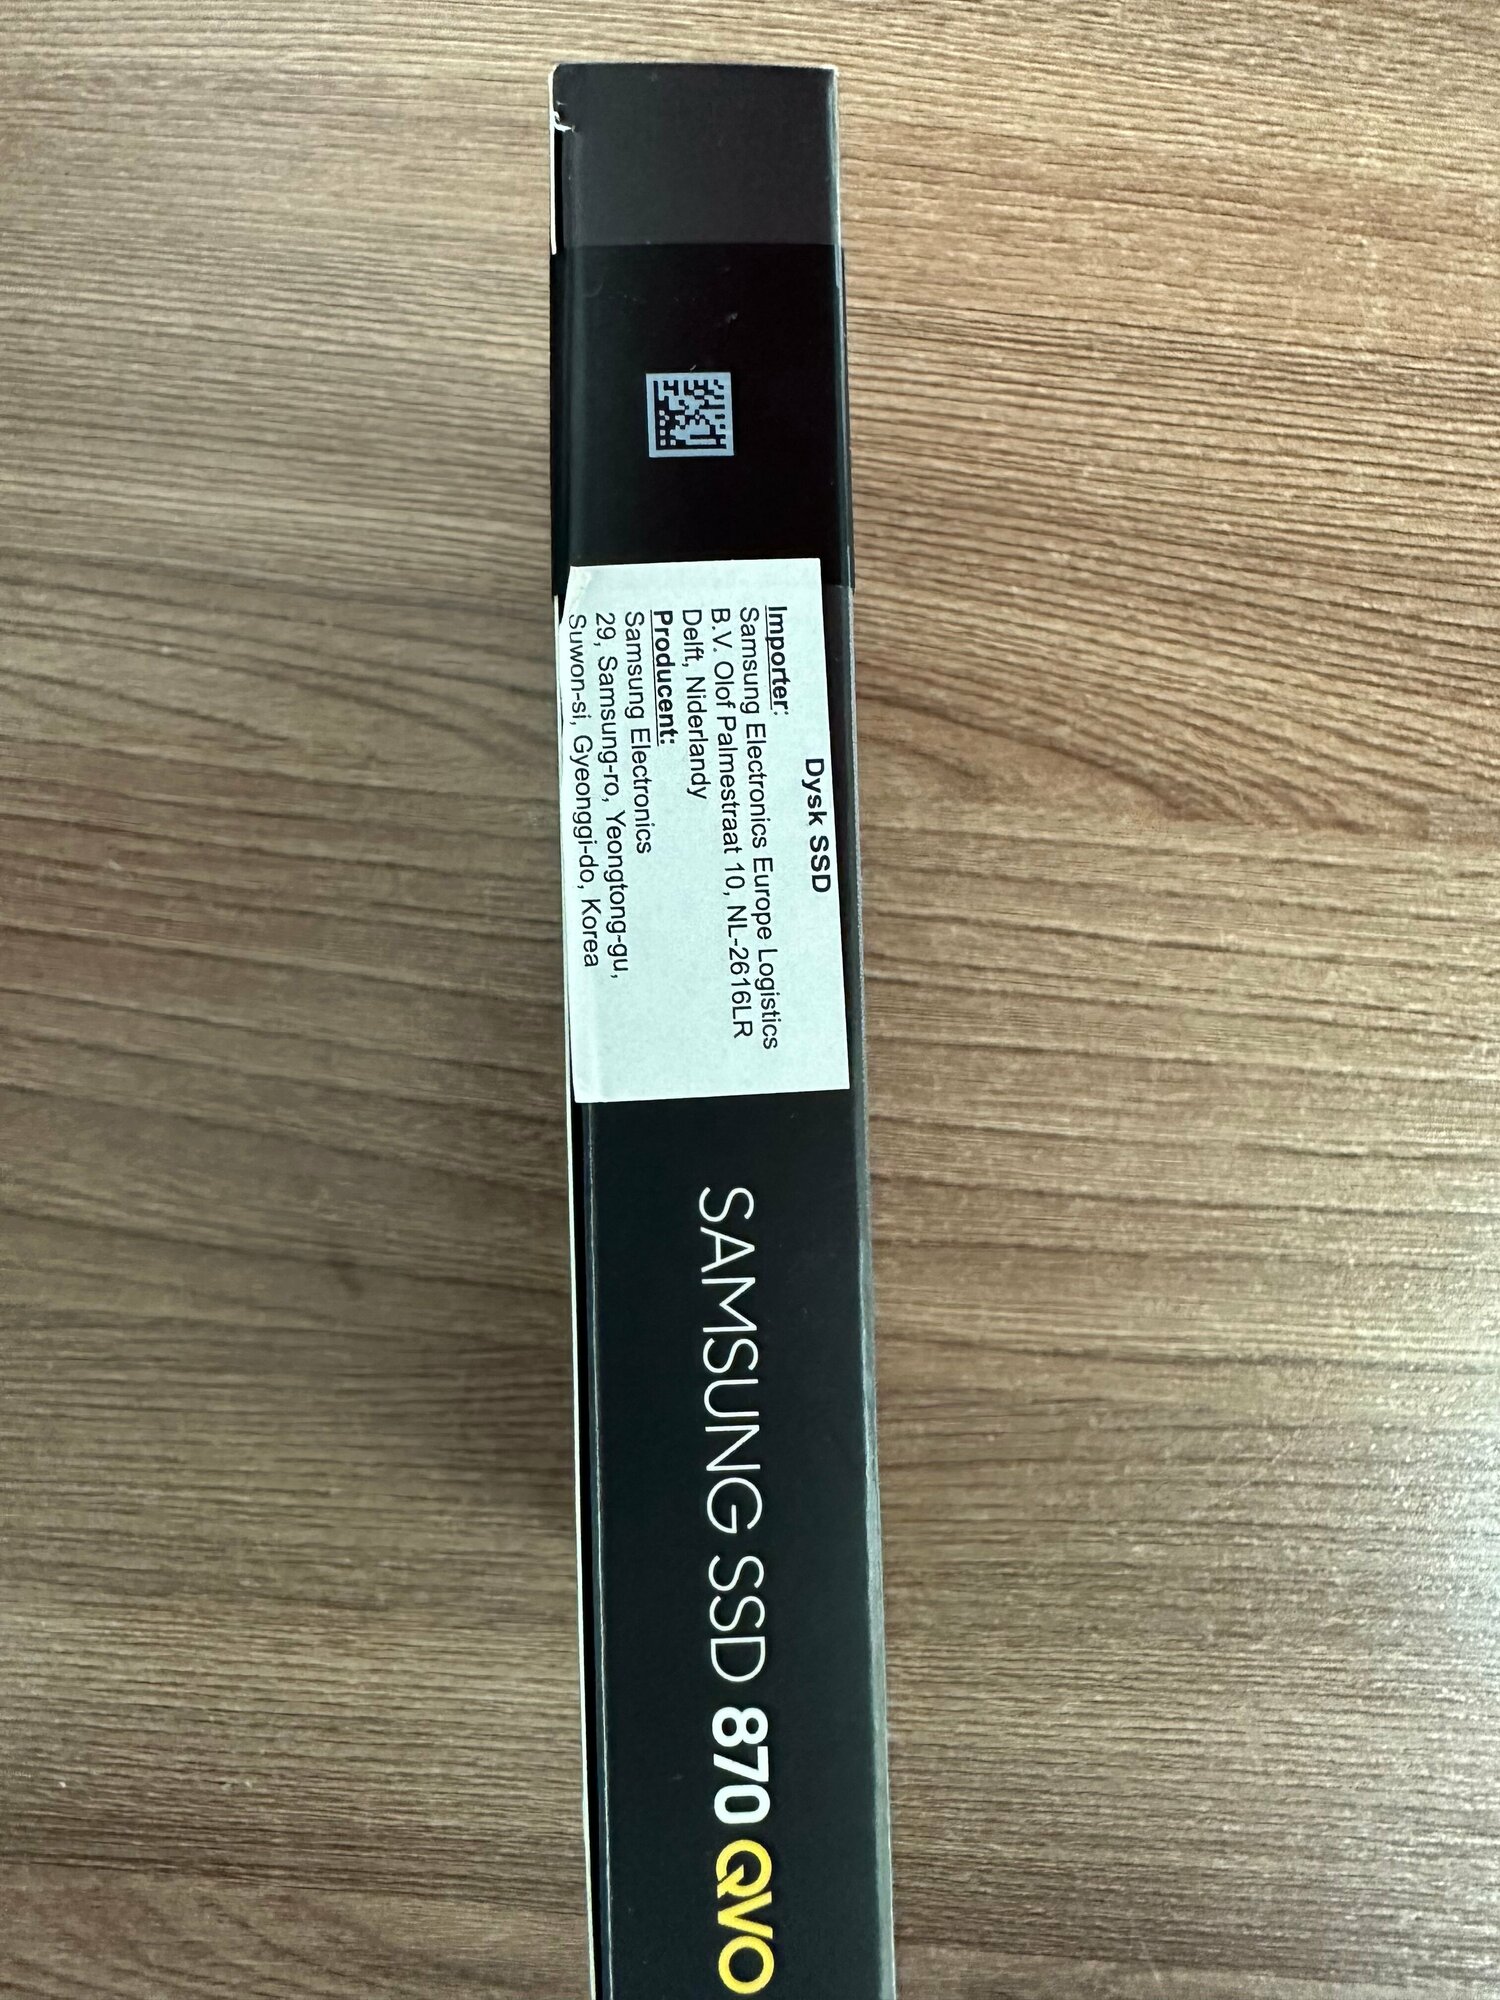 Dysk SSD
Importer:
Samsung Electronics Europe Logistics
B.V. Olof Palmestraat 10, NL-2616LR
Delft, Niderlandy
Producent:
Samsung Electronics
29, Samsung-ro, Yeongtong-gu,
Suwon-si, Gyeonggi-do, Korea
SAMSUNG SSD 870 QVO